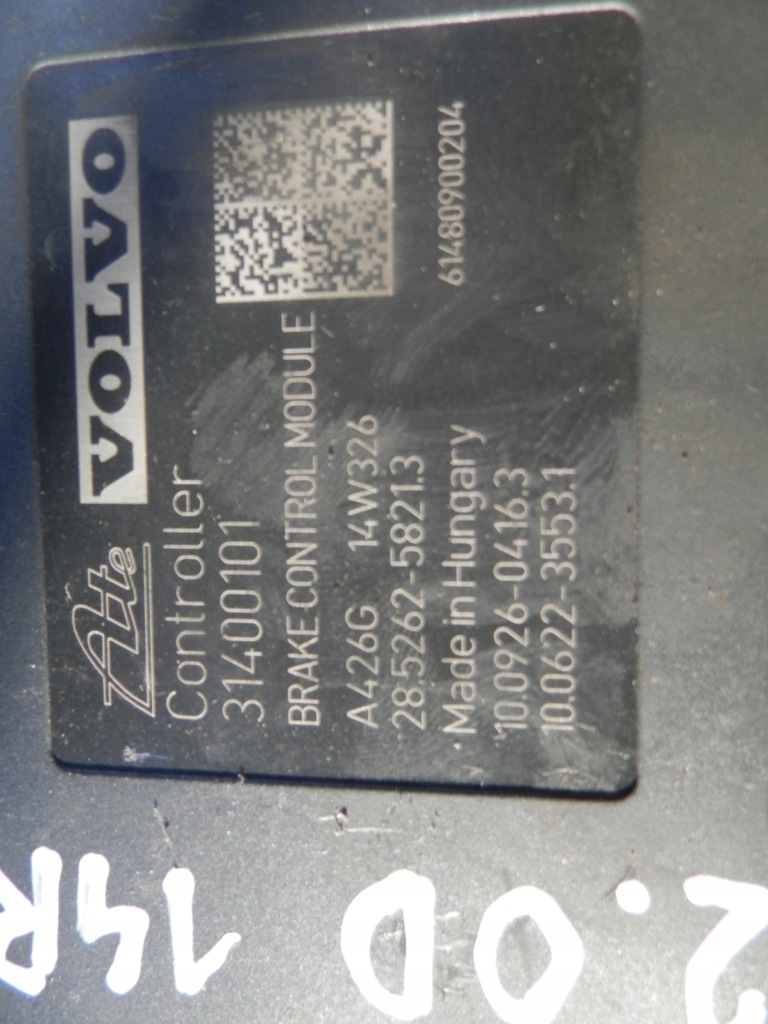 Ate VOLVO
Controller
31400101
BRAKE CONTROL MODULE
A426G 14W326
28.5262-5821.3
Made in Hungary
10.0926-0416.3
10.0622-3553.1
61480900204
2.0D
14R